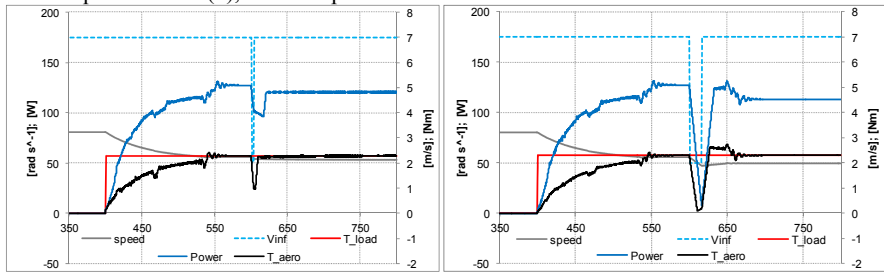 (  ),
200 8
150 7
6
100 5
4
50 3
2
0 1
0
-50 -1
-2
350 450 550 650 750
[rad s^-1]; [W]
[m/s]; [Nm]
speed Vinf T_load
Power T_aero
200 8
150 7
6
100 5
4
50 3
2
0 1
0
-50 -1
-2
350 450 550 650 750
[rad s^-1]; [W]
[m/s]; [Nm]
speed Vinf T_load
Power T_aero